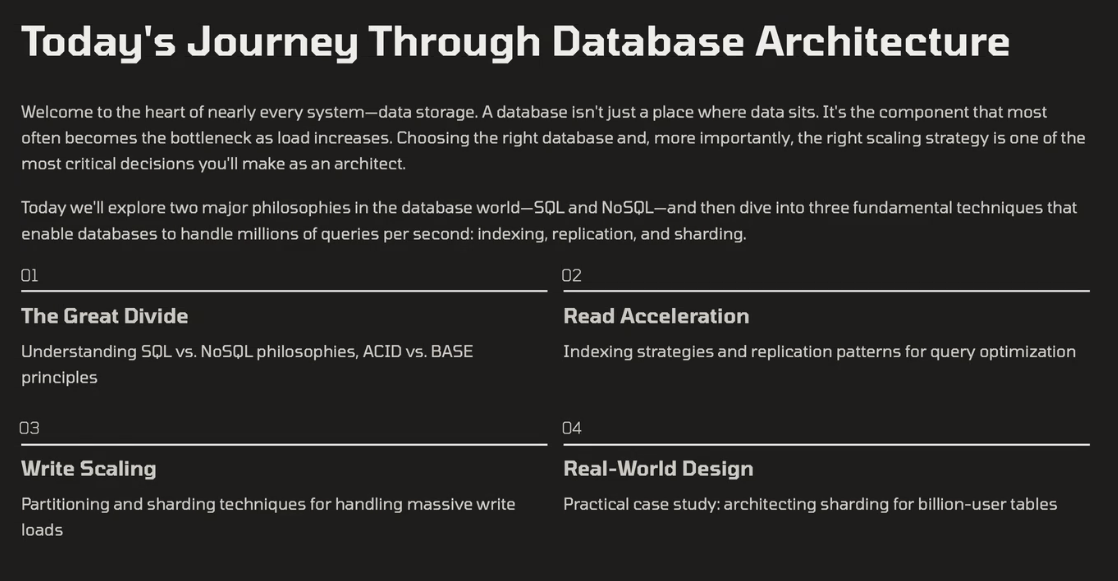 Today's Journey Through Database Architecture
Welcome to the heart of nearly every system—data storage. A database isn't just a place where data sits. It's the component that most
often becomes the bottleneck as load increases. Choosing the right database and, more importantly, the right scaling strategy is one of the
most critical decisions you'll make as an architect.
Today we'll explore two major philosophies in the database world—SQL and NoSQL—and then dive into three fundamental techniques that
enable databases to handle millions of queries per second: indexing, replication, and sharding.
01
The Great Divide
Understanding SQL vs. NoSQL philosophies, ACID vs. BASE
principles
02
Read Acceleration
Indexing strategies and replication patterns for query optimization
03
Write Scaling
Partitioning and sharding techniques for handling massive write
loads
04
Real-World Design
Practical case study: architecting sharding for billion-user tables